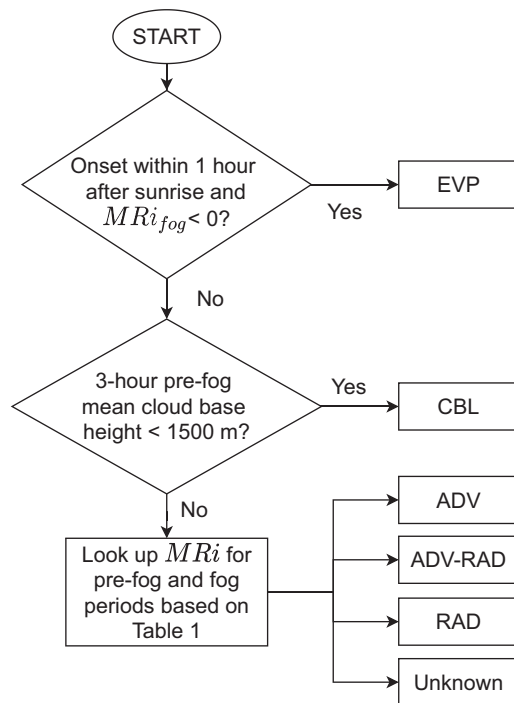 START
Onset within 1 hour
after sunrise and
MRi_fog < 0?
Yes
EVP
No
3-hour pre-fog
mean cloud base
height < 1500 m?
Yes
CBL
No
Look up MRi for
pre-fog and fog
periods based on
Table 1
ADV
ADV-RAD
RAD
Unknown